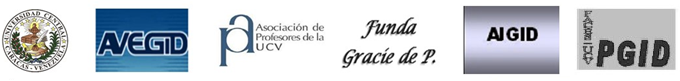 UNIVERSIDAD CENTRAL
CARACAS - VENEZUELA
AVEGID
Asociación de
Profesores de la
UCV
Funda
Gracie de P.
AIGID
PGID